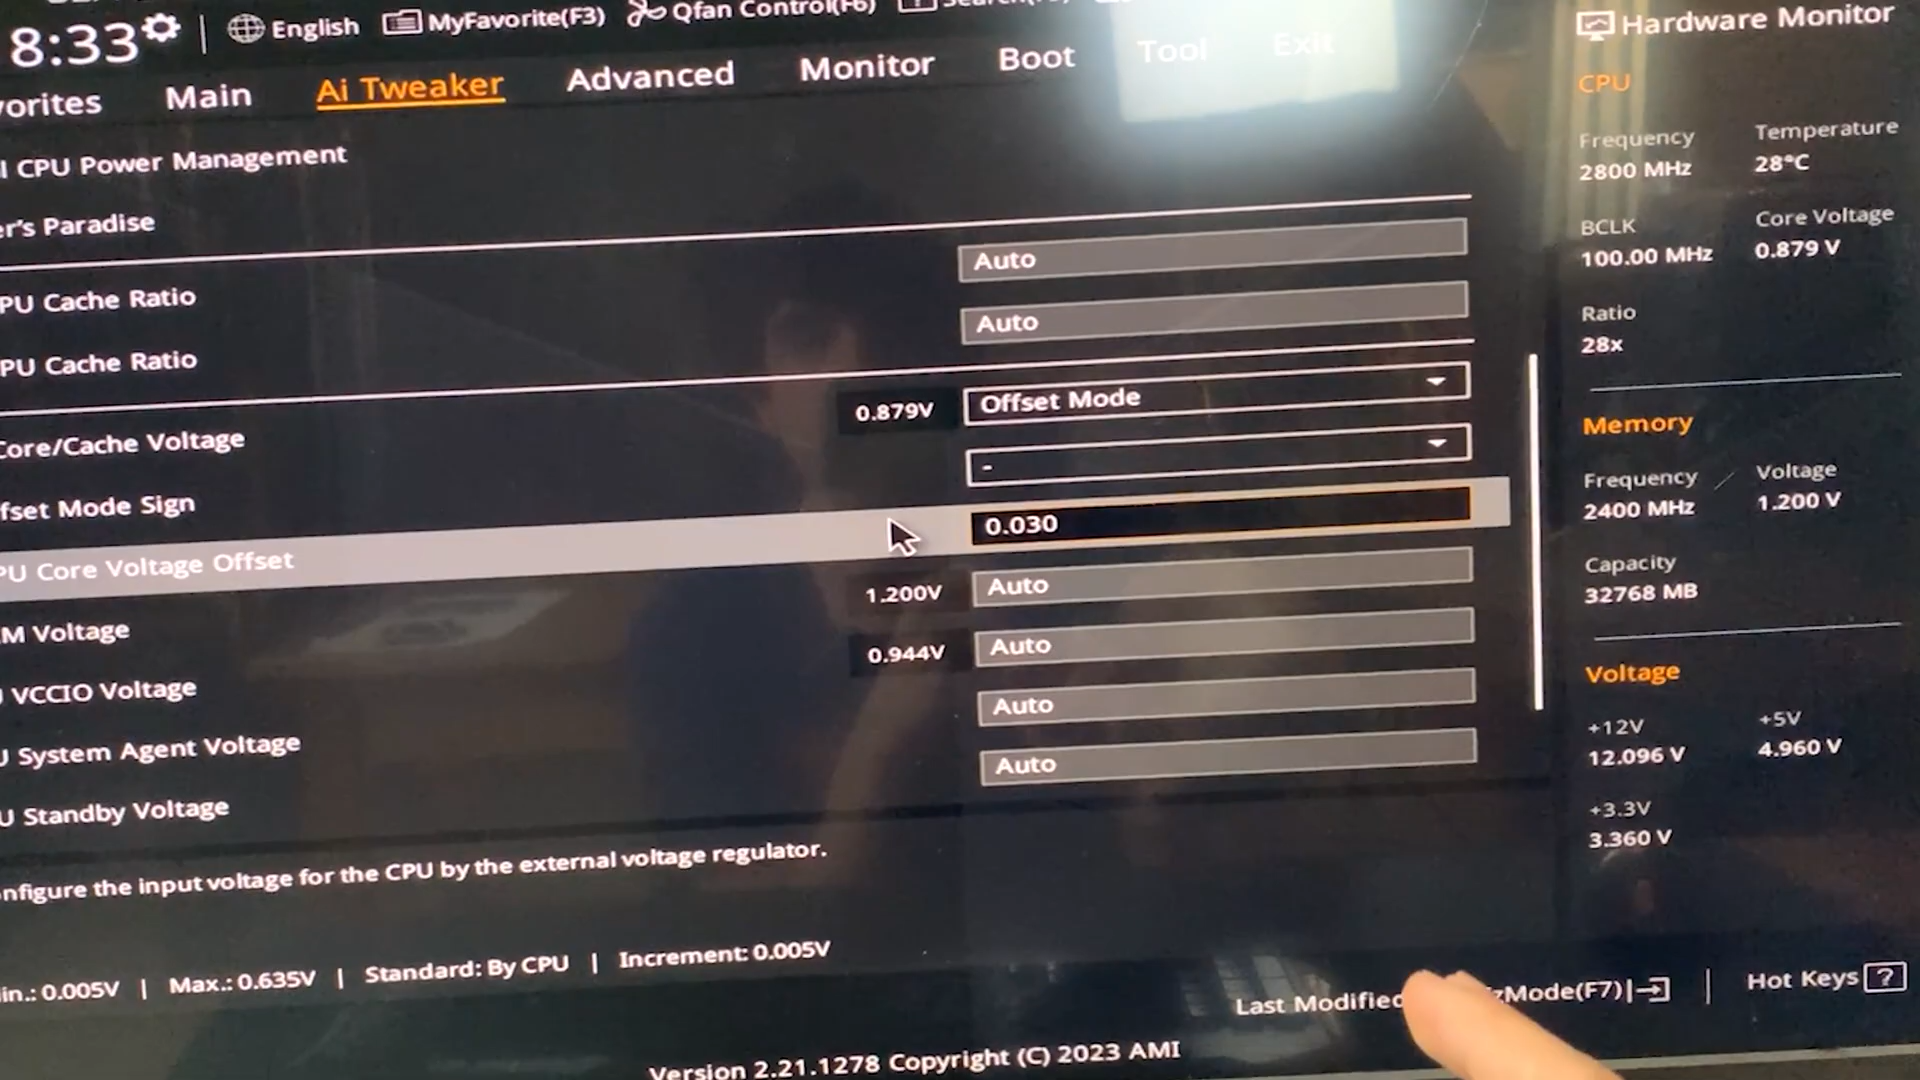 8:33 English MyFavorite(F3) Qfan Control(F6)
vorites Main Ai Tweaker Advanced Monitor Boot Tool Exit
l CPU Power Management
er's Paradise
PU Cache Ratio Auto
PU Cache Ratio Auto
Core/Cache Voltage 0.879V Offset Mode
fset Mode Sign -
PU Core Voltage Offset 0.030
M Voltage 1.200V Auto
VCCIO Voltage 0.944V Auto
U System Agent Voltage Auto
U Standby Voltage Auto
nfigure the input voltage for the CPU by the external voltage regulator.
in.: 0.005V | Max.: 0.635V | Standard: By CPU | Increment: 0.005V
Last Modified zMode(F7) Hot Keys ?
Version 2.21.1278 Copyright (C) 2023 AMI
Hardware Monitor
CPU
Frequency Temperature
2800 MHz 28°C
BCLK Core Voltage
100.00 MHz 0.879 V
Ratio
28x
Memory
Frequency Voltage
2400 MHz 1.200 V
Capacity
32768 MB
Voltage
+12V +5V
12.096 V 4.960 V
+3.3V
3.360 V